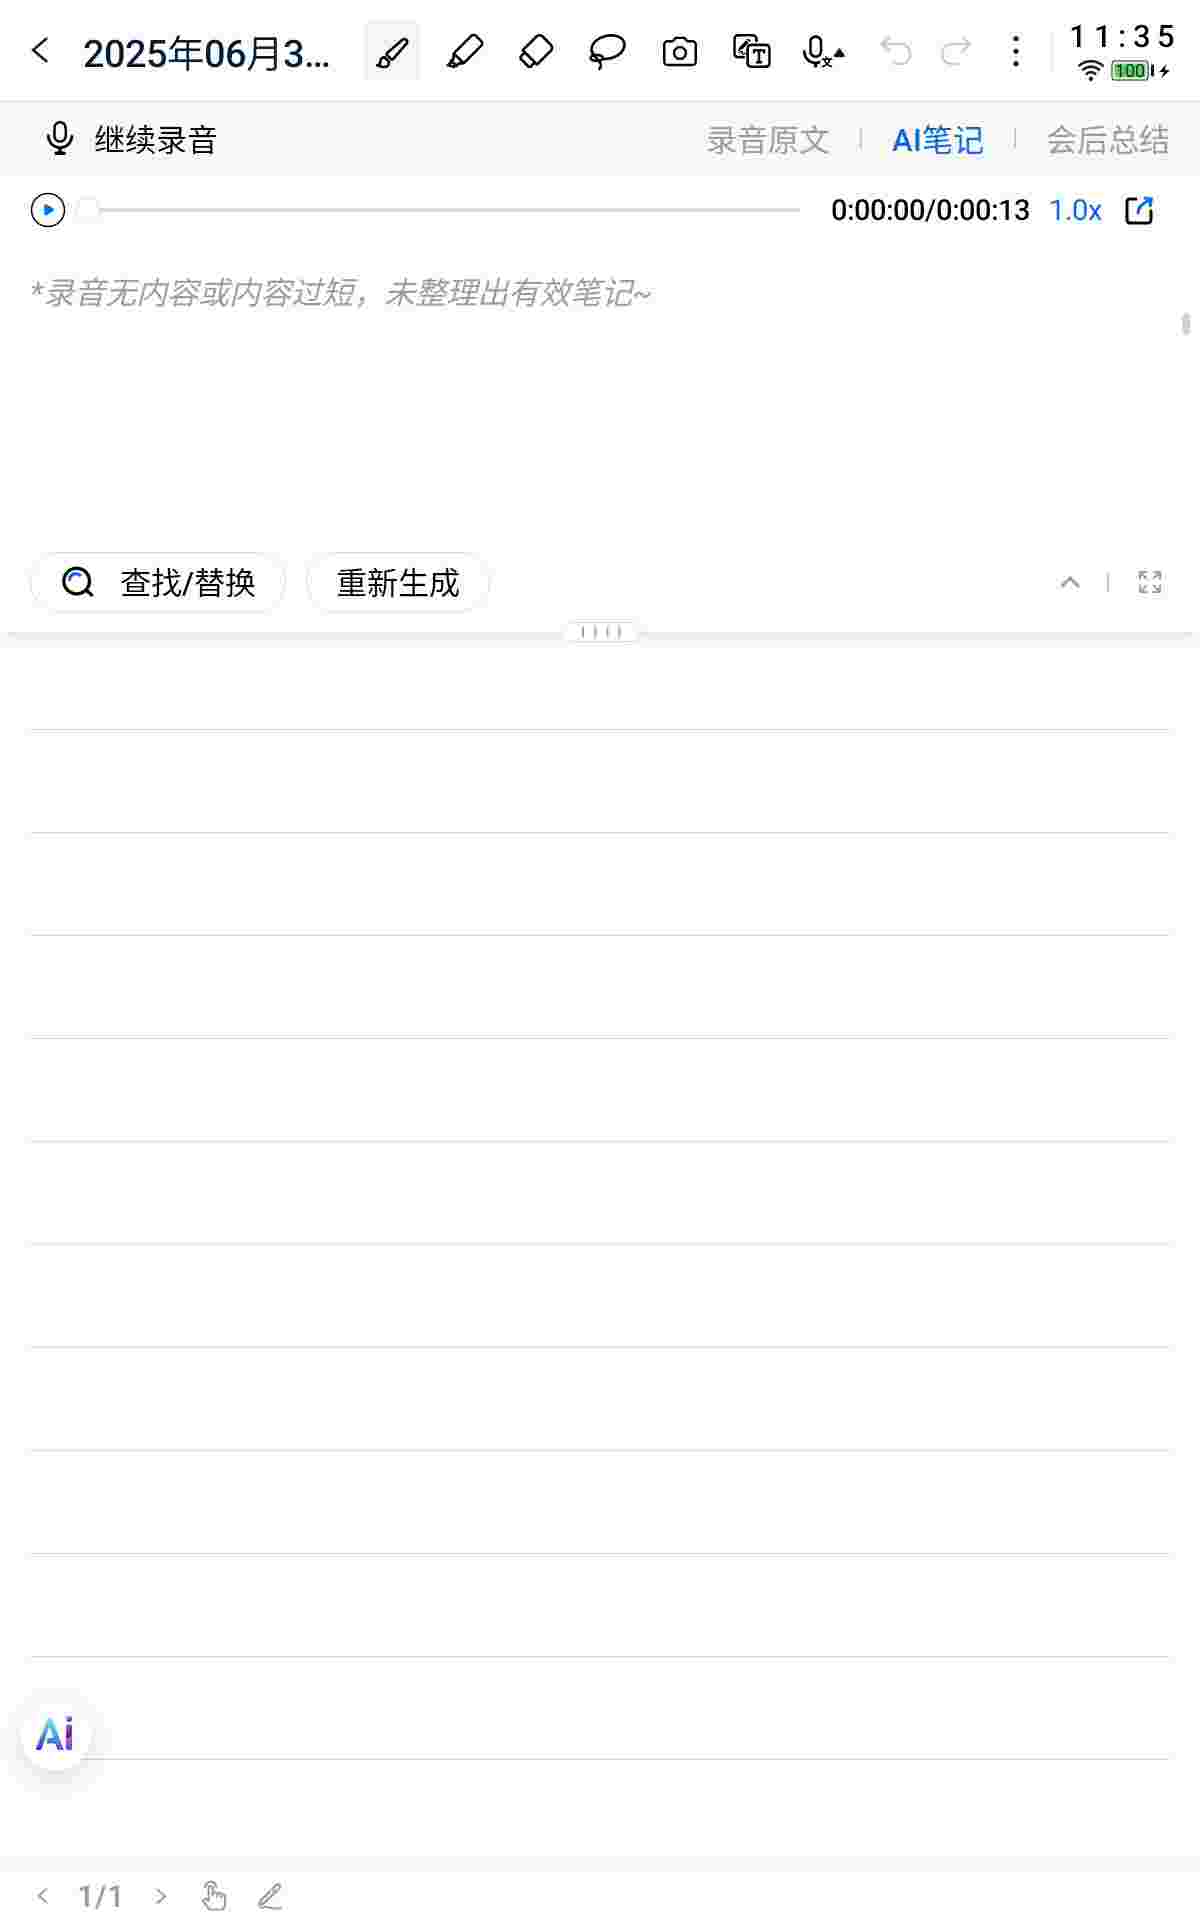 2025年06月3...
11:35
100
继续录音
录音原文
AI笔记
会后总结
0:00:00/0:00:13 1.0x
*录音无内容或内容过短，未整理出有效笔记~
查找/替换
重新生成
Ai
1/1